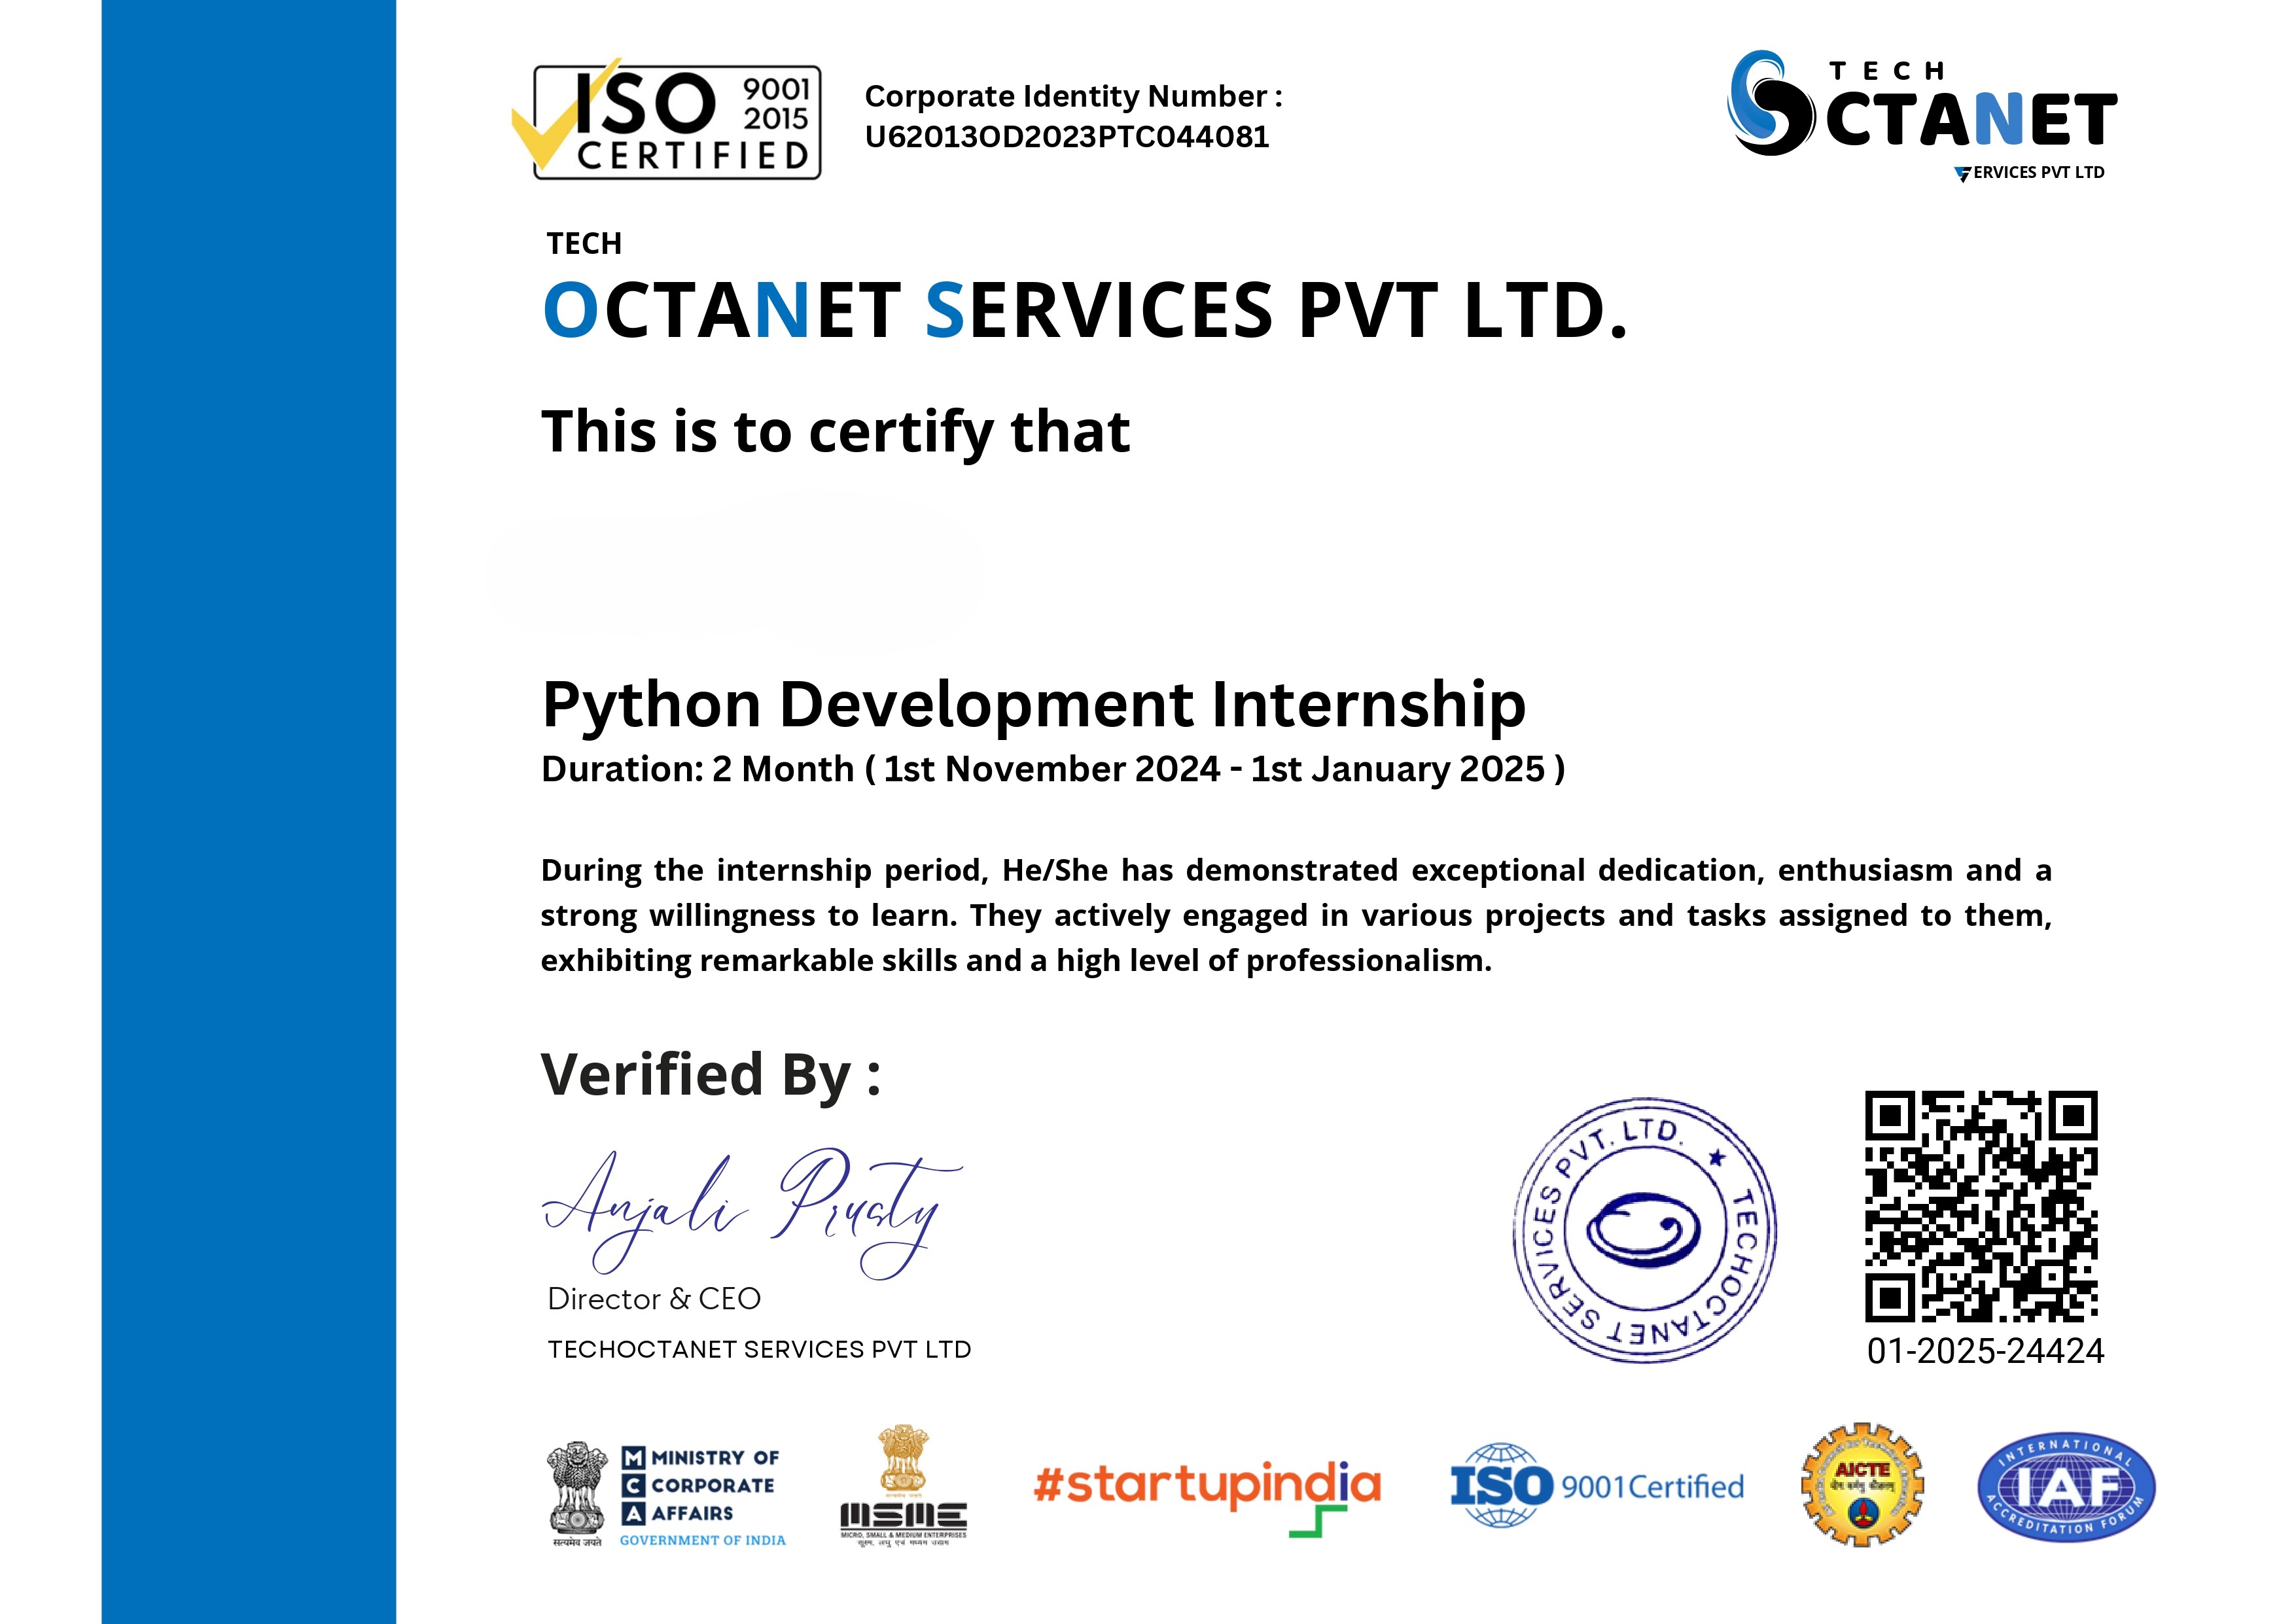 ISO 9001
2015
CERTIFIED
Corporate Identity Number :
U62013OD2023PTC044081
TECH
OCTANET
SERVICES PVT LTD
TECH
OCTANET SERVICES PVT LTD.
This is to certify that
Python Development Internship
Duration: 2 Month ( 1st November 2024 - 1st January 2025 )
During the internship period, He/She has demonstrated exceptional dedication, enthusiasm and a
strong willingness to learn. They actively engaged in various projects and tasks assigned to them,
exhibiting remarkable skills and a high level of professionalism.
Verified By :
Anjali Prusty
Director & CEO
TECHOCTANET SERVICES PVT LTD
TECHOCTANET SERVICES PVT. LTD. ★
01-2025-24424
सत्यमेव जयते
M MINISTRY OF
C CORPORATE
A AFFAIRS
GOVERNMENT OF INDIA
MSME
MICRO, SMALL & MEDIUM ENTERPRISES
सूक्ष्म, लघु एवं मध्यम उद्यम
#startupindia
ISO 9001Certified
AICTE
INTERNATIONAL
IAF
ACCREDITATION FORUM